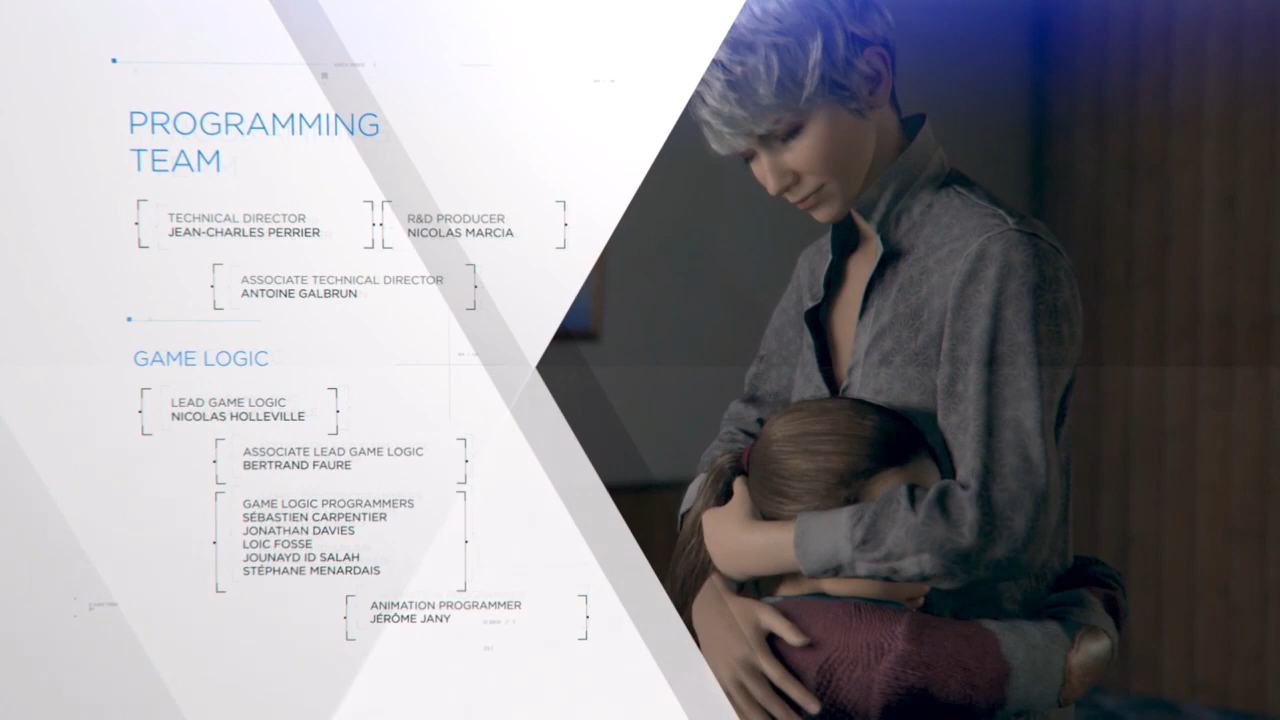 PROGRAMMING
TEAM
TECHNICAL DIRECTOR
JEAN-CHARLES PERRIER
R&D PRODUCER
NICOLAS MARCIA
ASSOCIATE TECHNICAL DIRECTOR
ANTOINE GALBRUN
GAME LOGIC
LEAD GAME LOGIC
NICOLAS HOLLEVILLE
ASSOCIATE LEAD GAME LOGIC
BERTRAND FAURE
GAME LOGIC PROGRAMMERS
SÉBASTIEN CARPENTIER
JONATHAN DAVIES
LOIC FOSSE
JOUNAYD ID SALAH
STÉPHANE MENARDAIS
ANIMATION PROGRAMMER
JÉRÔME JANY